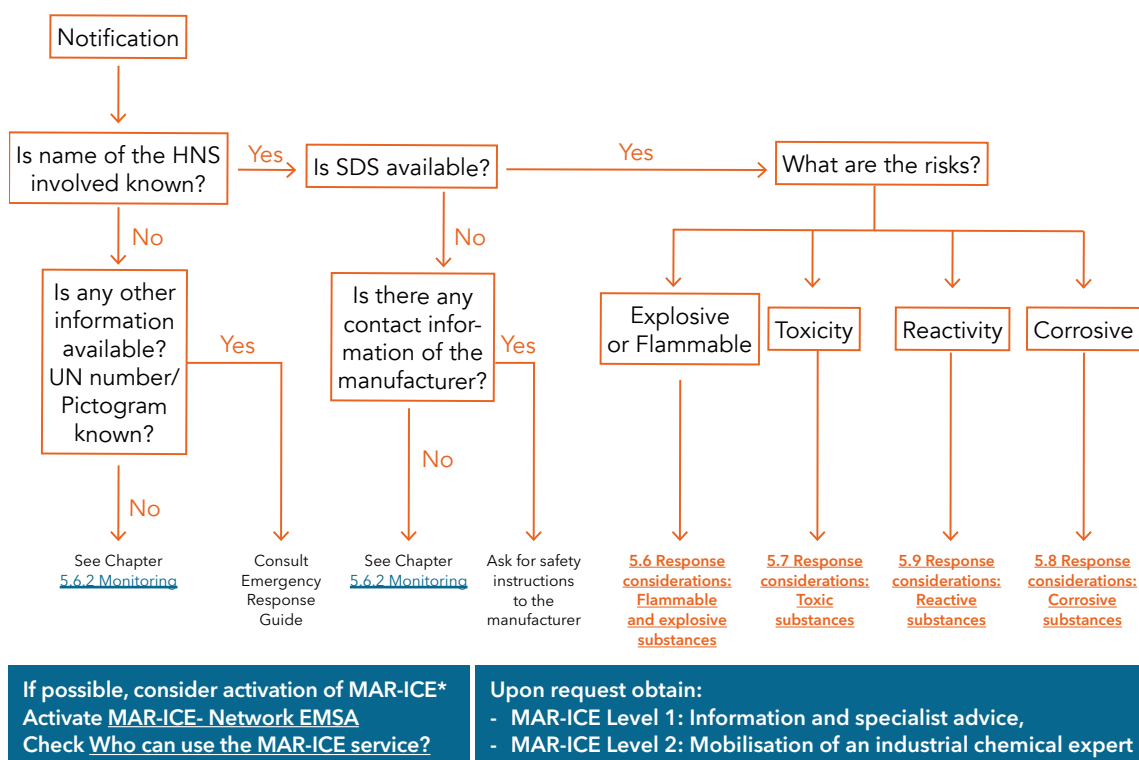 Notification
Is name of the HNS
involved known?
Yes
Is SDS available?
Yes
What are the risks?
No
No
Is any other
information
available?
UN number/
Pictogram
known?
Yes
Is there any
contact infor-
mation of the
manufacturer?
Yes
Explosive
or Flammable
Toxicity
Reactivity
Corrosive
No
No
See Chapter
5.6.2 Monitoring
Consult
Emergency
Response
Guide
See Chapter
5.6.2 Monitoring
Ask for safety
instructions
to the
manufacturer
5.6 Response
considerations:
Flammable
and explosive
substances
5.7 Response
considerations:
Toxic
substances
5.9 Response
considerations:
Reactive
substances
5.8 Response
considerations:
Corrosive
substances
If possible, consider activation of MAR-ICE*
Activate MAR-ICE- Network EMSA
Check Who can use the MAR-ICE service?
Upon request obtain:
- MAR-ICE Level 1: Information and specialist advice,
- MAR-ICE Level 2: Mobilisation of an industrial chemical expert